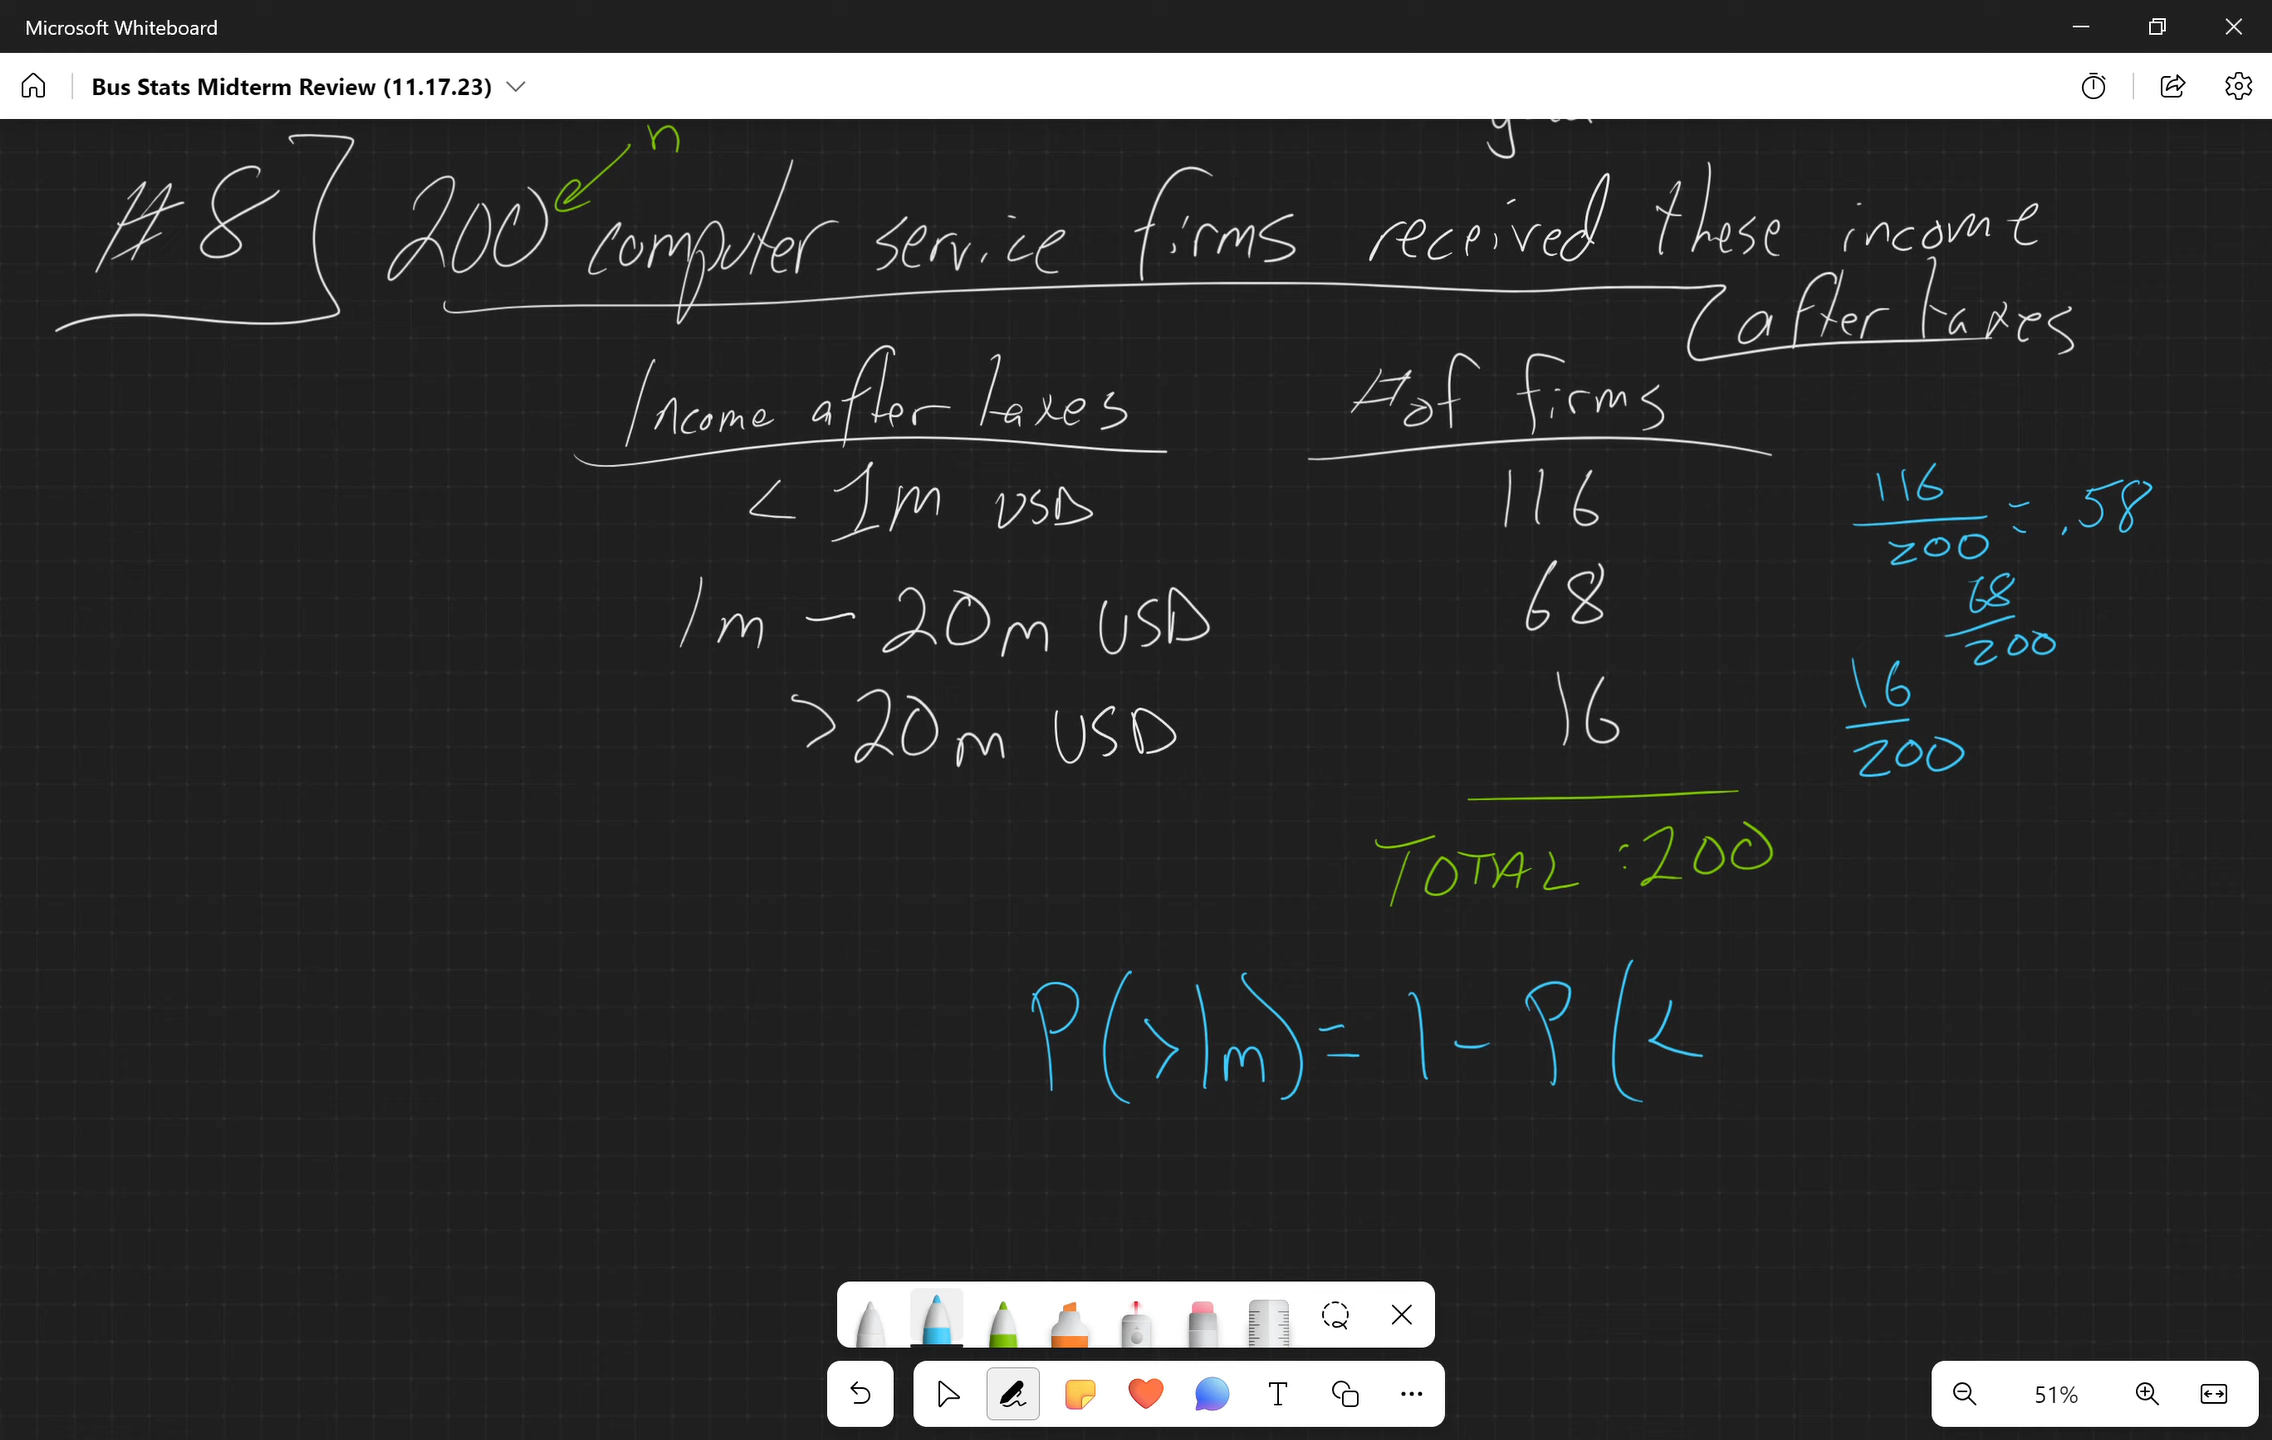 Microsoft Whiteboard
Bus Stats Midterm Review (11.17.23)
n
#8] 200 computer service firms received these income
after taxes
Income after taxes # of firms
< 1m USD 116 116/200 = .58
1m - 20m USD 68 68/200
>20m USD 16 16/200
TOTAL : 200
P(>1m) = 1 - P(<
T
51%